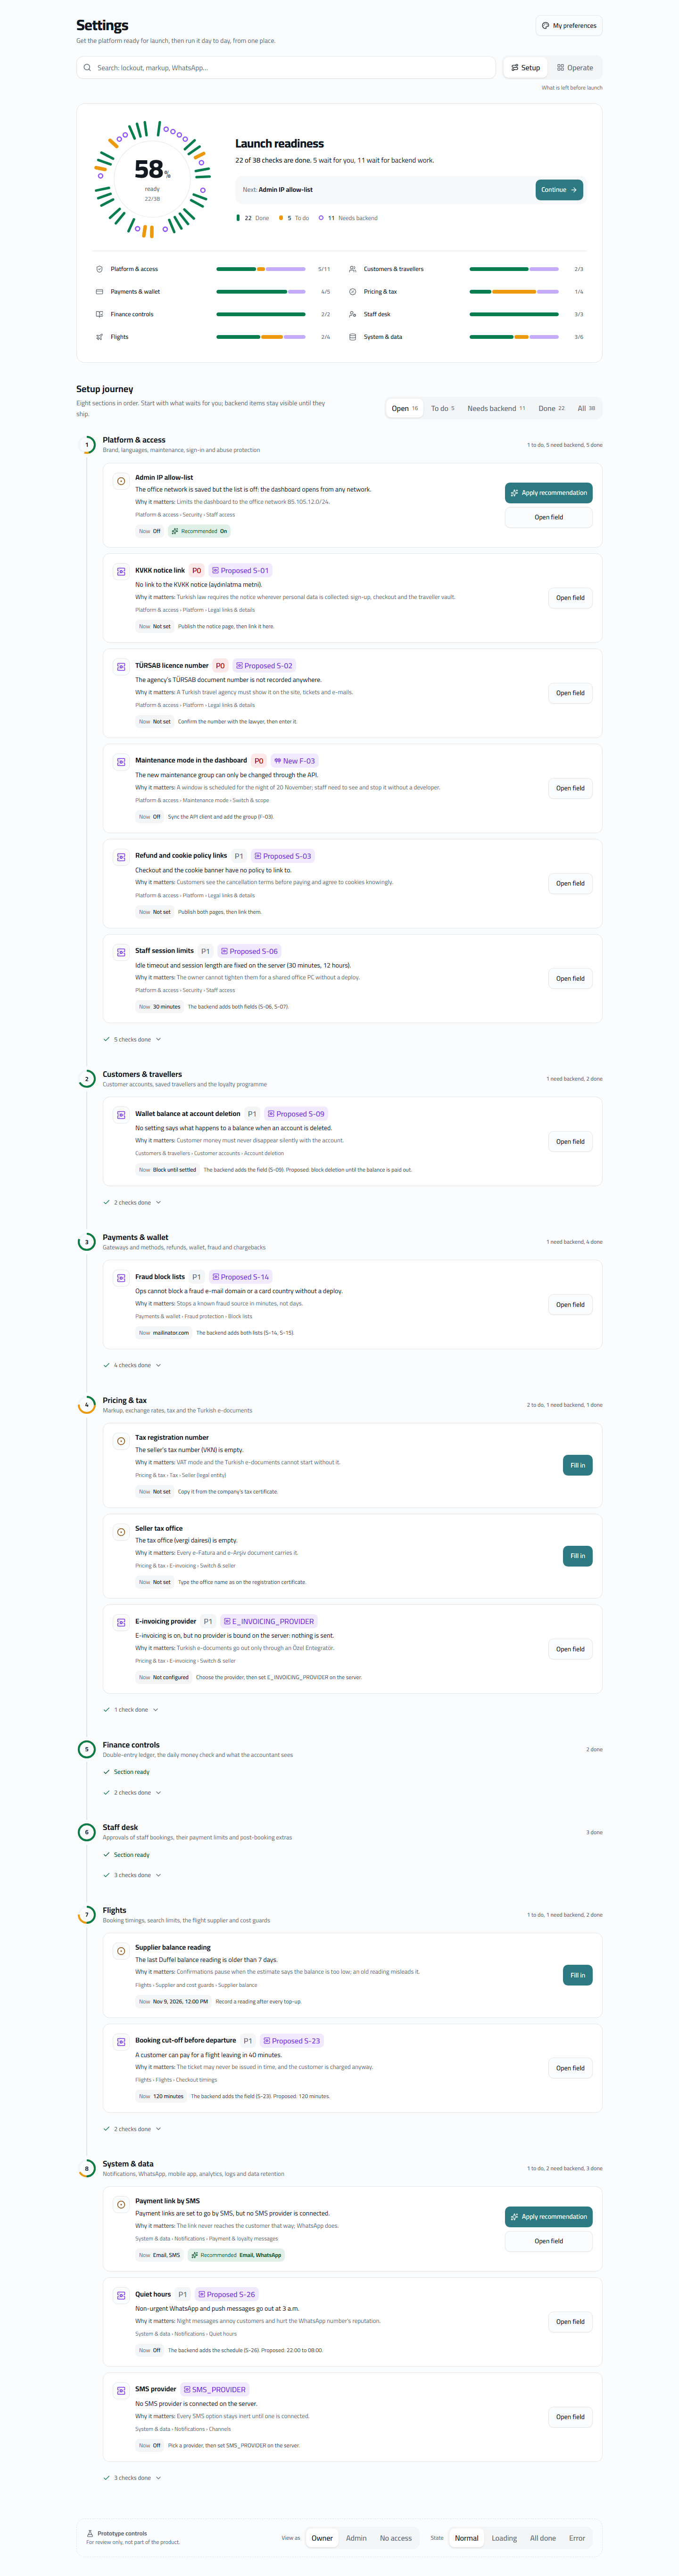 Settings
Get the platform ready for launch, then run it day to day, from one place.
My preferences
Search: lockout, markup, WhatsApp...
Setup
Operate
What is left before launch
58%
ready
22/38
Launch readiness
22 of 38 checks are done. 5 wait for you, 11 wait for backend work.
Next: Admin IP allow-list
Continue
22 Done 5 To do 11 Needs backend
Platform & access 5/11
Customers & travellers 2/3
Payments & wallet 4/5
Pricing & tax 1/4
Finance controls 2/2
Staff desk 3/3
Flights 2/4
System & data 3/6
Setup journey
Eight sections in order. Start with what waits for you; backend items stay visible until they
ship.
Open 16 To do 5 Needs backend 11 Done 22 All 38
1
Platform & access
Brand, languages, maintenance, sign-in and abuse protection
1 to do, 5 need backend, 5 done
Admin IP allow-list
The office network is saved but the list is off: the dashboard opens from any network.
Why it matters: Limits the dashboard to the office network 85.105.12.0/24.
Platform & access › Security › Staff access
Now Off Recommended On
Apply recommendation
Open field
KVKK notice link P0 Proposed S-01
No link to the KVKK notice (aydınlatma metni).
Why it matters: Turkish law requires the notice wherever personal data is collected: sign-up, checkout and the traveller vault.
Platform & access › Platform › Legal links & details
Now Not set Publish the notice page, then link it here.
Open field
TÜRSAB licence number P0 Proposed S-02
The agency's TÜRSAB document number is not recorded anywhere.
Why it matters: A Turkish travel agency must show it on the site, tickets and e-mails.
Platform & access › Platform › Legal links & details
Now Not set Confirm the number with the lawyer, then enter it.
Open field
Maintenance mode in the dashboard P0 New F-03
The new maintenance group can only be changed through the API.
Why it matters: A window is scheduled for the night of 20 November; staff need to see and stop it without a developer.
Platform & access › Maintenance mode › Switch & scope
Now Off Sync the API client and add the group (F-03).
Open field
Refund and cookie policy links P1 Proposed S-03
Checkout and the cookie banner have no policy to link to.
Why it matters: Customers see the cancellation terms before paying and agree to cookies knowingly.
Platform & access › Platform › Legal links & details
Now Not set Publish both pages, then link them.
Open field
Staff session limits P1 Proposed S-06
Idle timeout and session length are fixed on the server (30 minutes, 12 hours).
Why it matters: The owner cannot tighten them for a shared office PC without a deploy.
Platform & access › Security › Staff access
Now 30 minutes The backend adds both fields (S-06, S-07).
Open field
5 checks done
2
Customers & travellers
Customer accounts, saved travellers and the loyalty programme
1 need backend, 2 done
Wallet balance at account deletion P1 Proposed S-09
No setting says what happens to a balance when an account is deleted.
Why it matters: Customer money must never disappear silently with the account.
Customers & travellers › Customer accounts › Account deletion
Now Block until settled The backend adds the field (S-09). Proposed: block deletion until the balance is paid out.
Open field
2 checks done
3
Payments & wallet
Gateways and methods, refunds, wallet, fraud and chargebacks
1 need backend, 4 done
Fraud block lists P1 Proposed S-14
Ops cannot block a fraud e-mail domain or a card country without a deploy.
Why it matters: Stops a known fraud source in minutes, not days.
Payments & wallet › Fraud protection › Block lists
Now mailinator.com The backend adds both lists (S-14, S-15).
Open field
4 checks done
4
Pricing & tax
Markup, exchange rates, tax and the Turkish e-documents
2 to do, 1 need backend, 1 done
Tax registration number
The seller's tax number (VKN) is empty.
Why it matters: VAT mode and the Turkish e-documents cannot start without it.
Pricing & tax › Tax › Seller (legal entity)
Now Not set Copy it from the company's tax certificate.
Fill in
Seller tax office
The tax office (vergi dairesi) is empty.
Why it matters: Every e-Fatura and e-Arşiv document carries it.
Pricing & tax › E-invoicing › Switch & seller
Now Not set Type the office name as on the registration certificate.
Fill in
E-invoicing provider P1 E_INVOICING_PROVIDER
E-invoicing is on, but no provider is bound on the server: nothing is sent.
Why it matters: Turkish e-documents go out only through an Özel Entegratör.
Pricing & tax › E-invoicing › Switch & seller
Now Not configured Choose the provider, then set E_INVOICING_PROVIDER on the server.
Open field
1 check done
5
Finance controls
Double-entry ledger, the daily money check and what the accountant sees
2 done
Section ready
2 checks done
6
Staff desk
Approvals of staff bookings, their payment limits and post-booking extras
3 done
Section ready
3 checks done
7
Flights
Booking timings, search limits, the flight supplier and cost guards
1 to do, 1 need backend, 2 done
Supplier balance reading
The last Duffel balance reading is older than 7 days.
Why it matters: Confirmations pause when the estimate says the balance is too low; an old reading misleads it.
Flights › Supplier and cost guards › Supplier balance
Now Nov 9, 2026, 12:00 PM Record a reading after every top-up.
Fill in
Booking cut-off before departure P1 Proposed S-23
A customer can pay for a flight leaving in 40 minutes.
Why it matters: The ticket may never be issued in time, and the customer is charged anyway.
Flights › Flights › Checkout timings
Now 120 minutes The backend adds the field (S-23). Proposed: 120 minutes.
Open field
2 checks done
8
System & data
Notifications, WhatsApp, mobile app, analytics, logs and data retention
1 to do, 2 need backend, 3 done
Payment link by SMS
Payment links are set to go by SMS, but no SMS provider is connected.
Why it matters: The link never reaches the customer that way; WhatsApp does.
System & data › Notifications › Payment & loyalty messages
Now Email, SMS Recommended Email, WhatsApp
Apply recommendation
Open field
Quiet hours P1 Proposed S-26
Non-urgent WhatsApp and push messages go out at 3 a.m.
Why it matters: Night messages annoy customers and hurt the WhatsApp number's reputation.
System & data › Notifications › Quiet hours
Now Off The backend adds the schedule (S-26). Proposed: 22:00 to 08:00.
Open field
SMS provider SMS_PROVIDER
No SMS provider is connected on the server.
Why it matters: Every SMS option stays inert until one is connected.
System & data › Notifications › Channels
Now Off Pick a provider, then set SMS_PROVIDER on the server.
Open field
3 checks done
Prototype controls
For review only, not part of the product.
View as Owner Admin No access
State Normal Loading All done Error